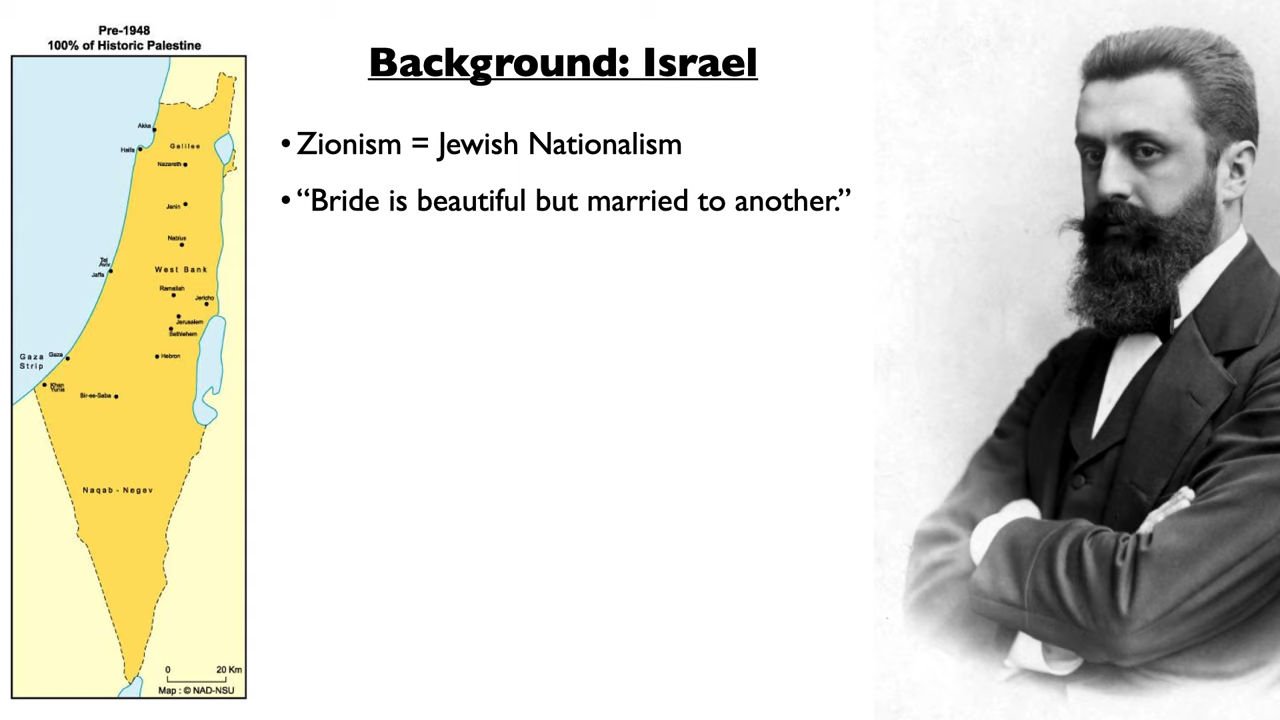 Pre-1948
100% of Historic Palestine
Akka
Haifa
Galilee
Nazareth
Jenin
Nablus
Tel
Aviv
Jaffa
West Bank
Ramallah
Jericho
Jerusalem
Bethlehem
Gaza
Strip
Gaza
Hebron
Khan
Yunis
Bir-es-Saba
Naqab - Negev
0 20 Km
Map : © NAD-NSU
Background: Israel
• Zionism = Jewish Nationalism
• “Bride is beautiful but married to another.”